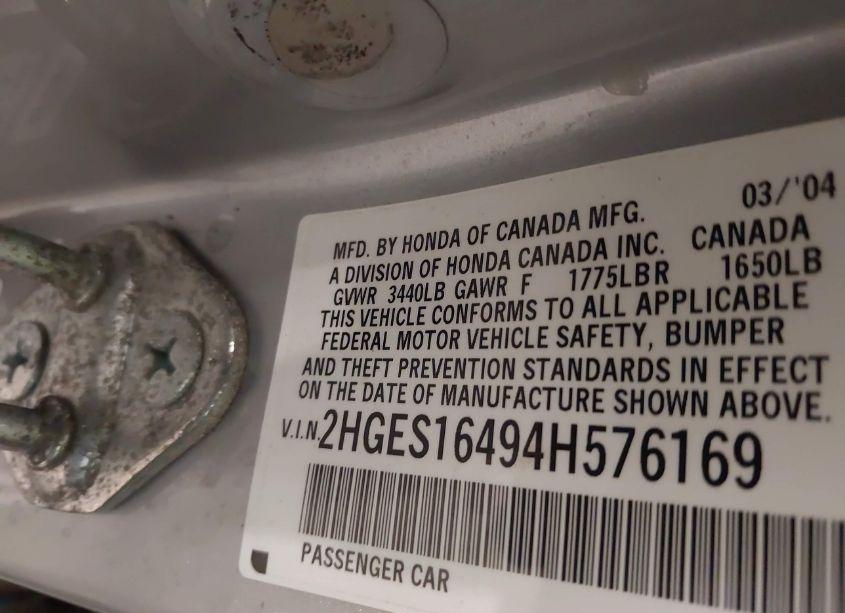 03/'04
MFD. BY HONDA OF CANADA MFG.
A DIVISION OF HONDA CANADA INC. CANADA
GVWR 3440LB GAWR F 1775LBR 1650LB
THIS VEHICLE CONFORMS TO ALL APPLICABLE
FEDERAL MOTOR VEHICLE SAFETY, BUMPER
AND THEFT PREVENTION STANDARDS IN EFFECT
ON THE DATE OF MANUFACTURE SHOWN ABOVE.
V.I.N. 2HGES16494H576169
PASSENGER CAR